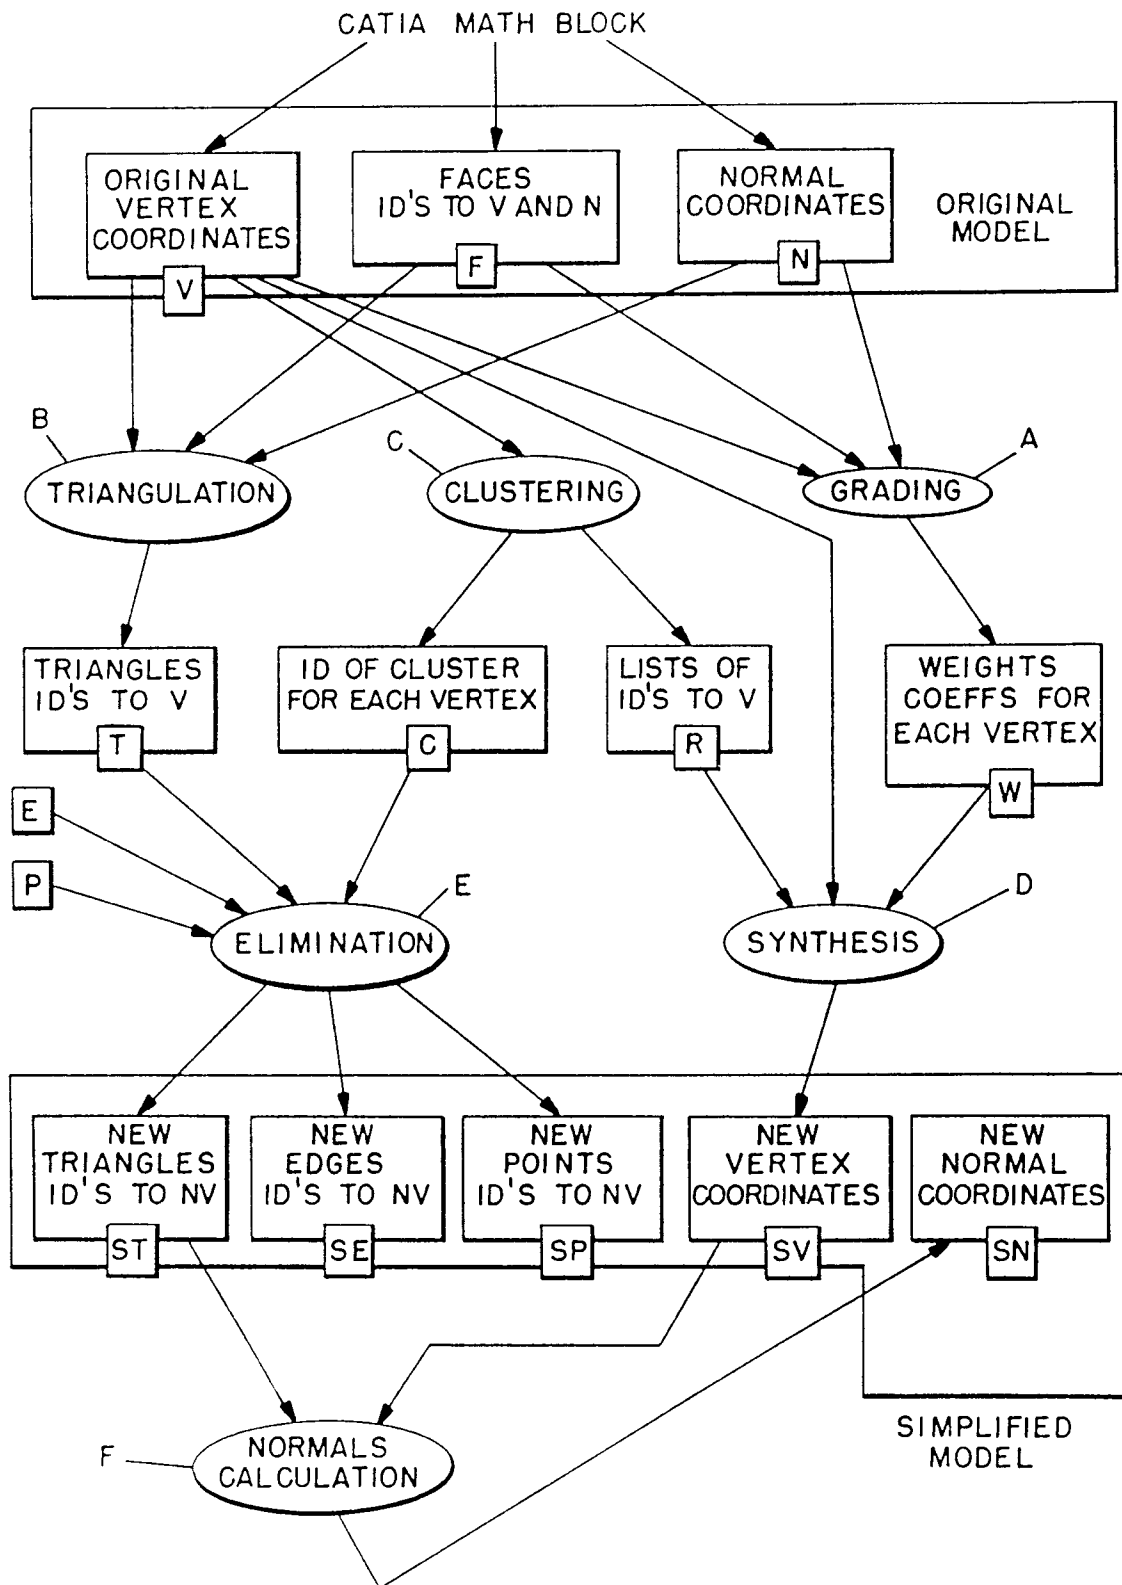 CATIA MATH BLOCK
ORIGINAL
VERTEX
COORDINATES
V
FACES
ID'S TO V AND N
F
NORMAL
COORDINATES
N
ORIGINAL
MODEL
B
TRIANGULATION
C
CLUSTERING
A
GRADING
TRIANGLES
ID'S TO V
T
ID OF CLUSTER
FOR EACH VERTEX
C
LISTS OF
ID'S TO V
R
WEIGHTS
COEFFS FOR
EACH VERTEX
W
E
P
E
ELIMINATION
D
SYNTHESIS
NEW
TRIANGLES
ID'S TO NV
ST
NEW
EDGES
ID'S TO NV
SE
NEW
POINTS
ID'S TO NV
SP
NEW
VERTEX
COORDINATES
SV
NEW
NORMAL
COORDINATES
SN
SIMPLIFIED
MODEL
F
NORMALS
CALCULATION